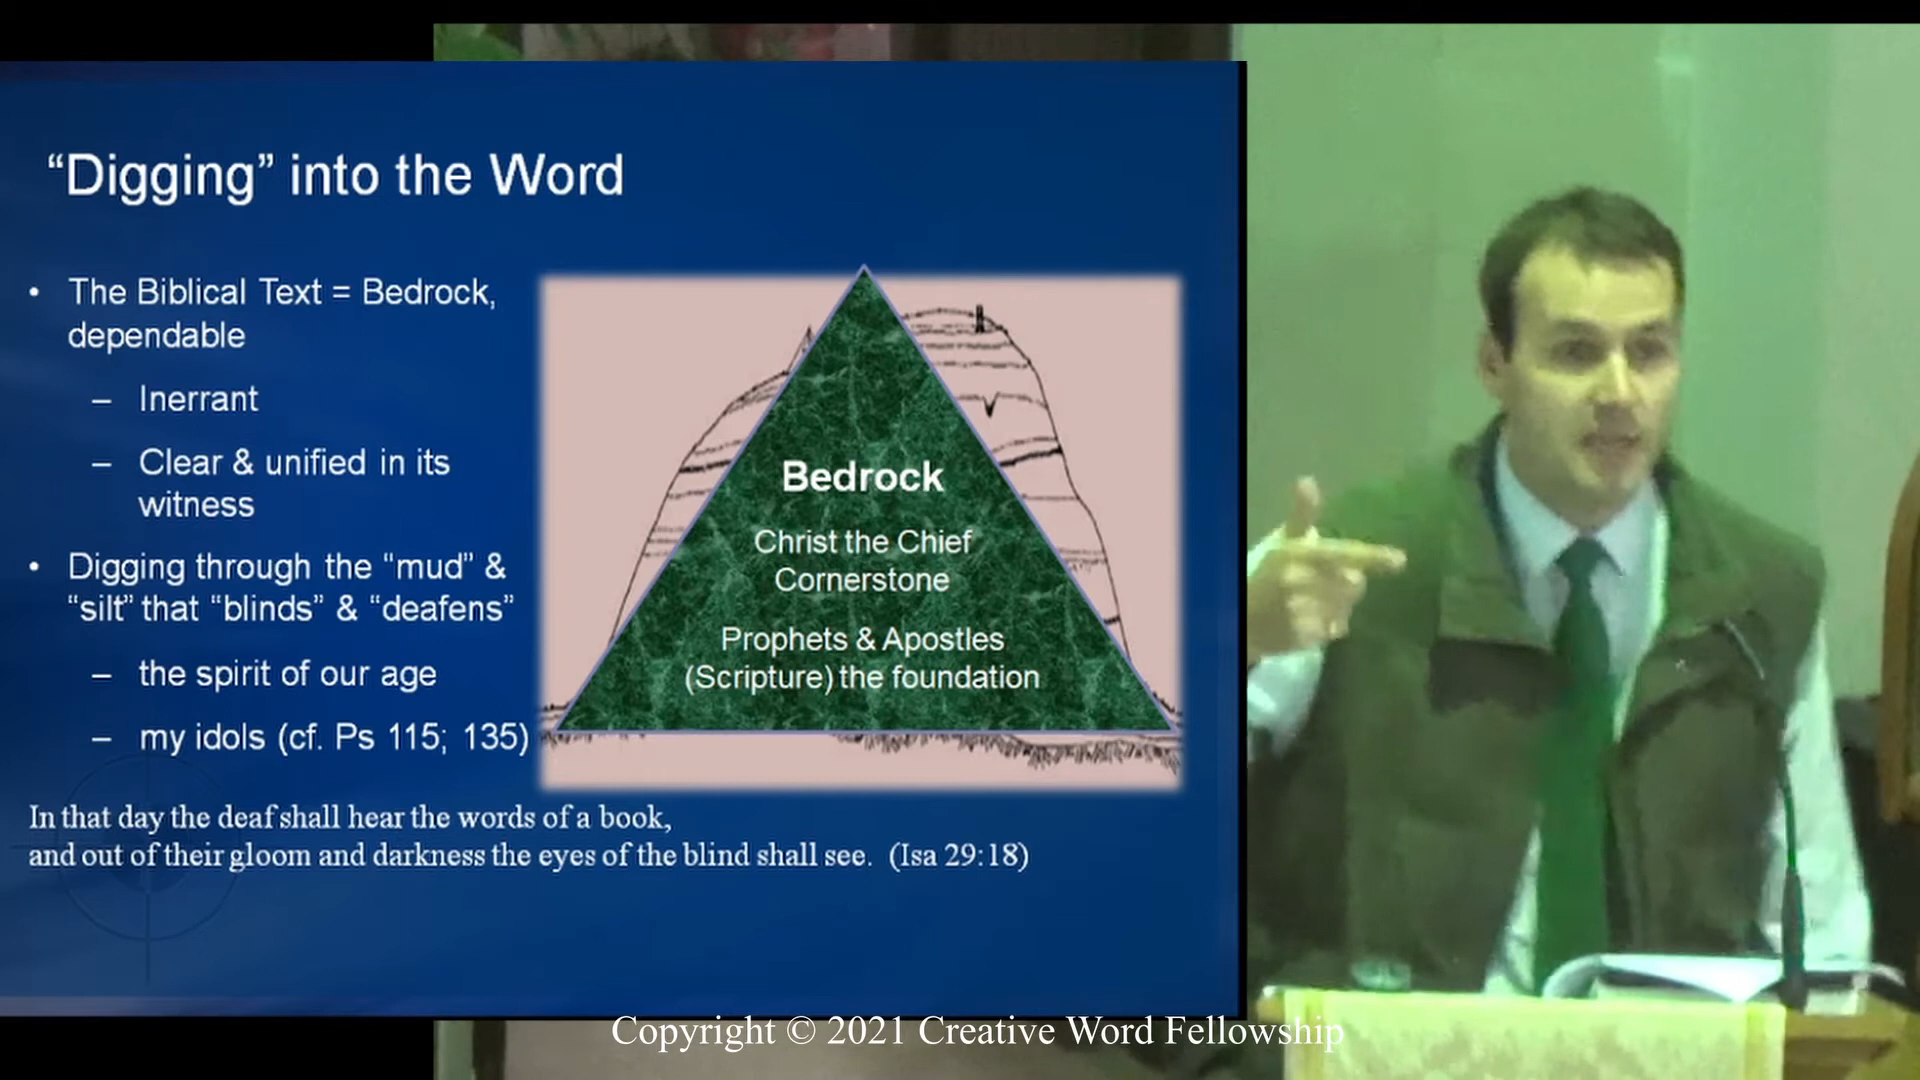 “Digging” into the Word
• The Biblical Text = Bedrock,
dependable
– Inerrant
– Clear & unified in its
witness
• Digging through the “mud” &
“silt” that “blinds” & “deafens”
– the spirit of our age
– my idols (cf. Ps 115; 135)
Bedrock
Christ the Chief
Cornerstone
Prophets & Apostles
(Scripture) the foundation
In that day the deaf shall hear the words of a book,
and out of their gloom and darkness the eyes of the blind shall see. (Isa 29:18)
Copyright © 2021 Creative Word Fellowship